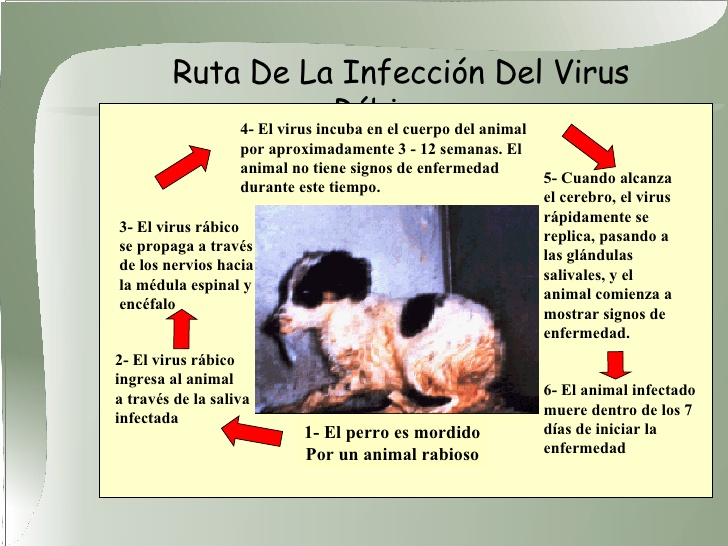 Ruta De La Infección Del Virus
4- El virus incuba en el cuerpo del animal
por aproximadamente 3 - 12 semanas. El
animal no tiene signos de enfermedad
durante este tiempo.
5- Cuando alcanza
el cerebro, el virus
rápidamente se
replica, pasando a
las glándulas
salivales, y el
animal comienza a
mostrar signos de
enfermedad.
3- El virus rábico
se propaga a través
de los nervios hacia
la médula espinal y
encéfalo
2- El virus rábico
ingresa al animal
a través de la saliva
infectada
6- El animal infectado
muere dentro de los 7
días de iniciar la
enfermedad
1- El perro es mordido
Por un animal rabioso